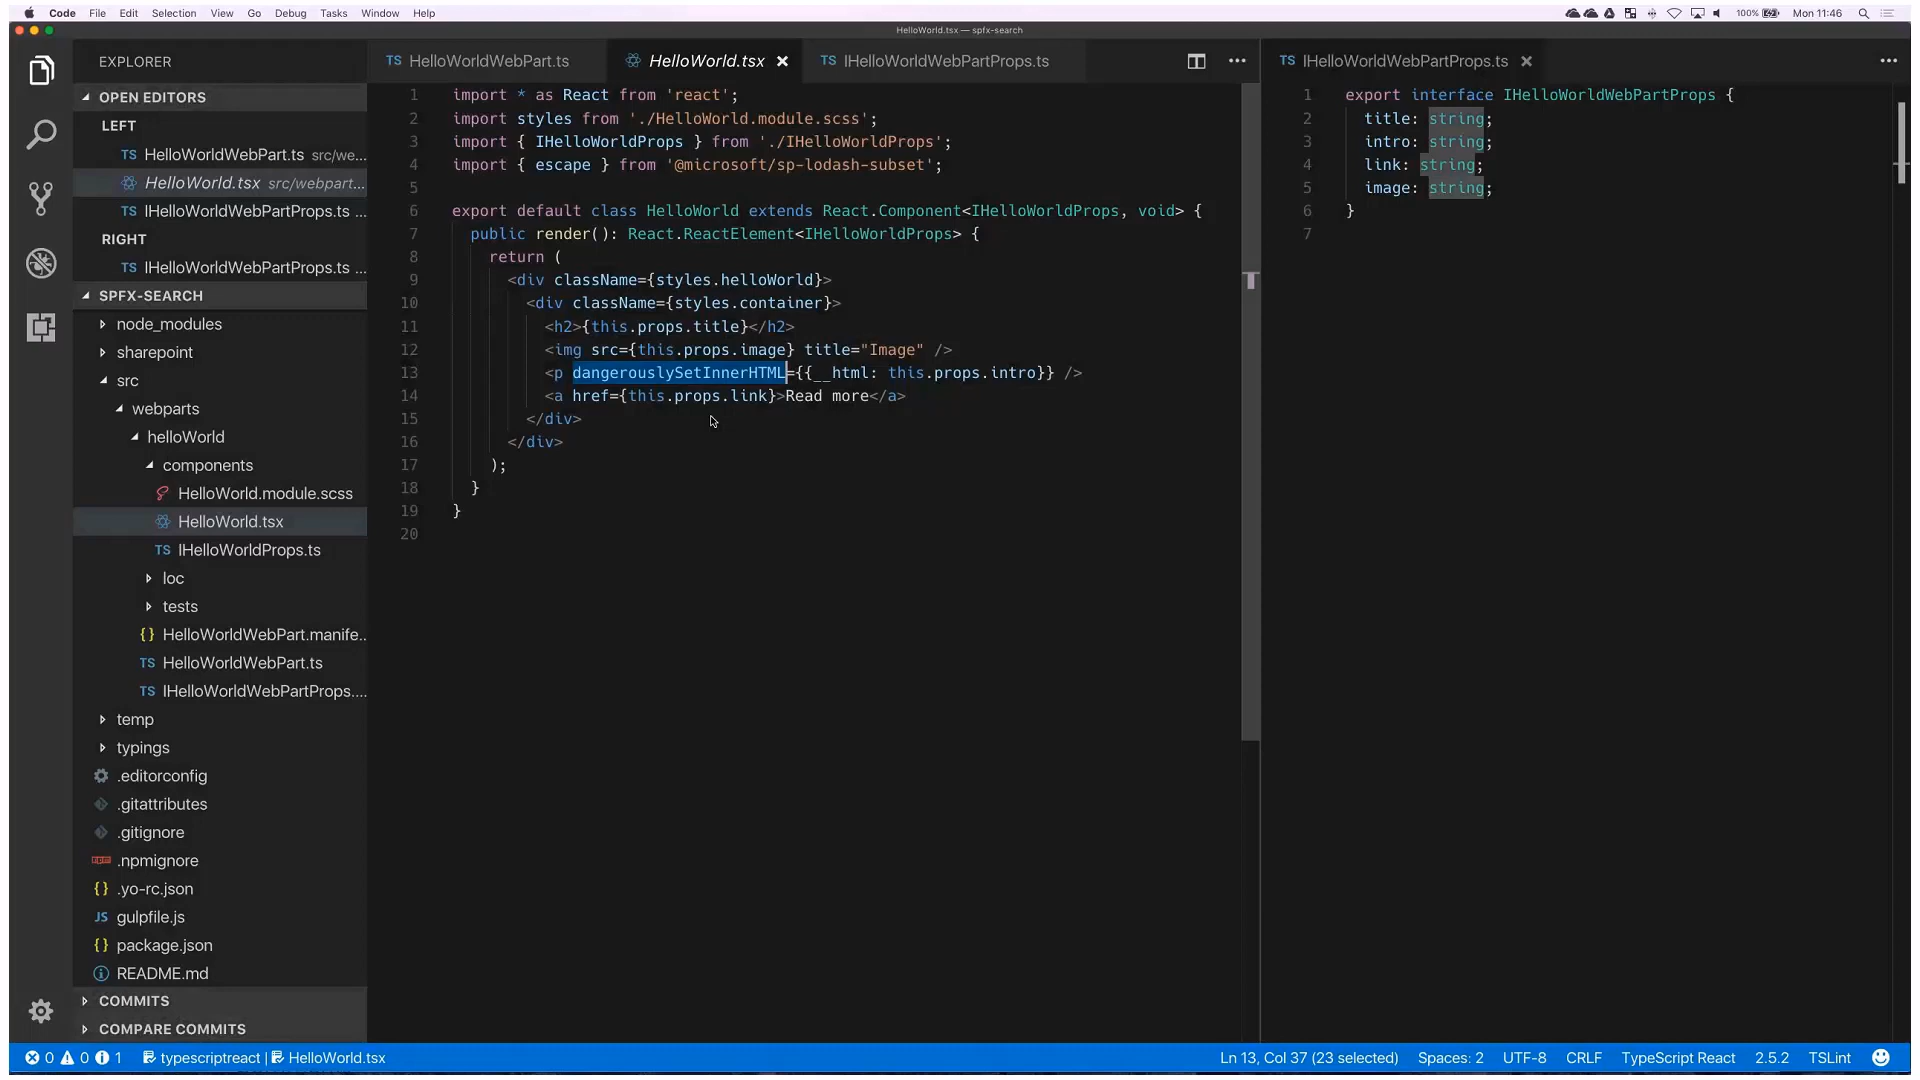 Code File Edit Selection View Go Debug Tasks Window Help 100% Mon 11:46
HelloWorld.tsx — spfx-search
EXPLORER
OPEN EDITORS
LEFT
TS HelloWorldWebPart.ts src/we...
HelloWorld.tsx src/webpart...
IHelloWorldWebPartProps.ts ...
RIGHT
IHelloWorldWebPartProps.ts ...
SPFX-SEARCH
node_modules
sharepoint
src
webparts
helloWorld
components
HelloWorld.module.scss
HelloWorld.tsx
TS IHelloWorldProps.ts
loc
tests
{} HelloWorldWebPart.manife...
TS HelloWorldWebPart.ts
TS IHelloWorldWebPartProps....
temp
typings
.editorconfig
.gitattributes
.gitignore
.npmignore
{} .yo-rc.json
JS gulpfile.js
{} package.json
README.md
COMMITS
COMPARE COMMITS
TS HelloWorldWebPart.ts HelloWorld.tsx TS IHelloWorldWebPartProps.ts
1 import * as React from 'react';
2 import styles from './HelloWorld.module.scss';
3 import { IHelloWorldProps } from './IHelloWorldProps';
4 import { escape } from '@microsoft/sp-lodash-subset';
5
6 export default class HelloWorld extends React.Component<IHelloWorldProps, void> {
7 public render(): React.ReactElement<IHelloWorldProps> {
8 return (
9 <div className={styles.helloWorld}>
10 <div className={styles.container}>
11 <h2>{this.props.title}</h2>
12 <img src={this.props.image} title="Image" />
13 <p dangerouslySetInnerHTML={{__html: this.props.intro}} />
14 <a href={this.props.link}>Read more</a>
15 </div>
16 </div>
17 );
18 }
19 }
20
TS IHelloWorldWebPartProps.ts
1 export interface IHelloWorldWebPartProps {
2 title: string;
3 intro: string;
4 link: string;
5 image: string;
6 }
7
0 0 1 typescriptreact | HelloWorld.tsx Ln 13, Col 37 (23 selected) Spaces: 2 UTF-8 CRLF TypeScript React 2.5.2 TSLint